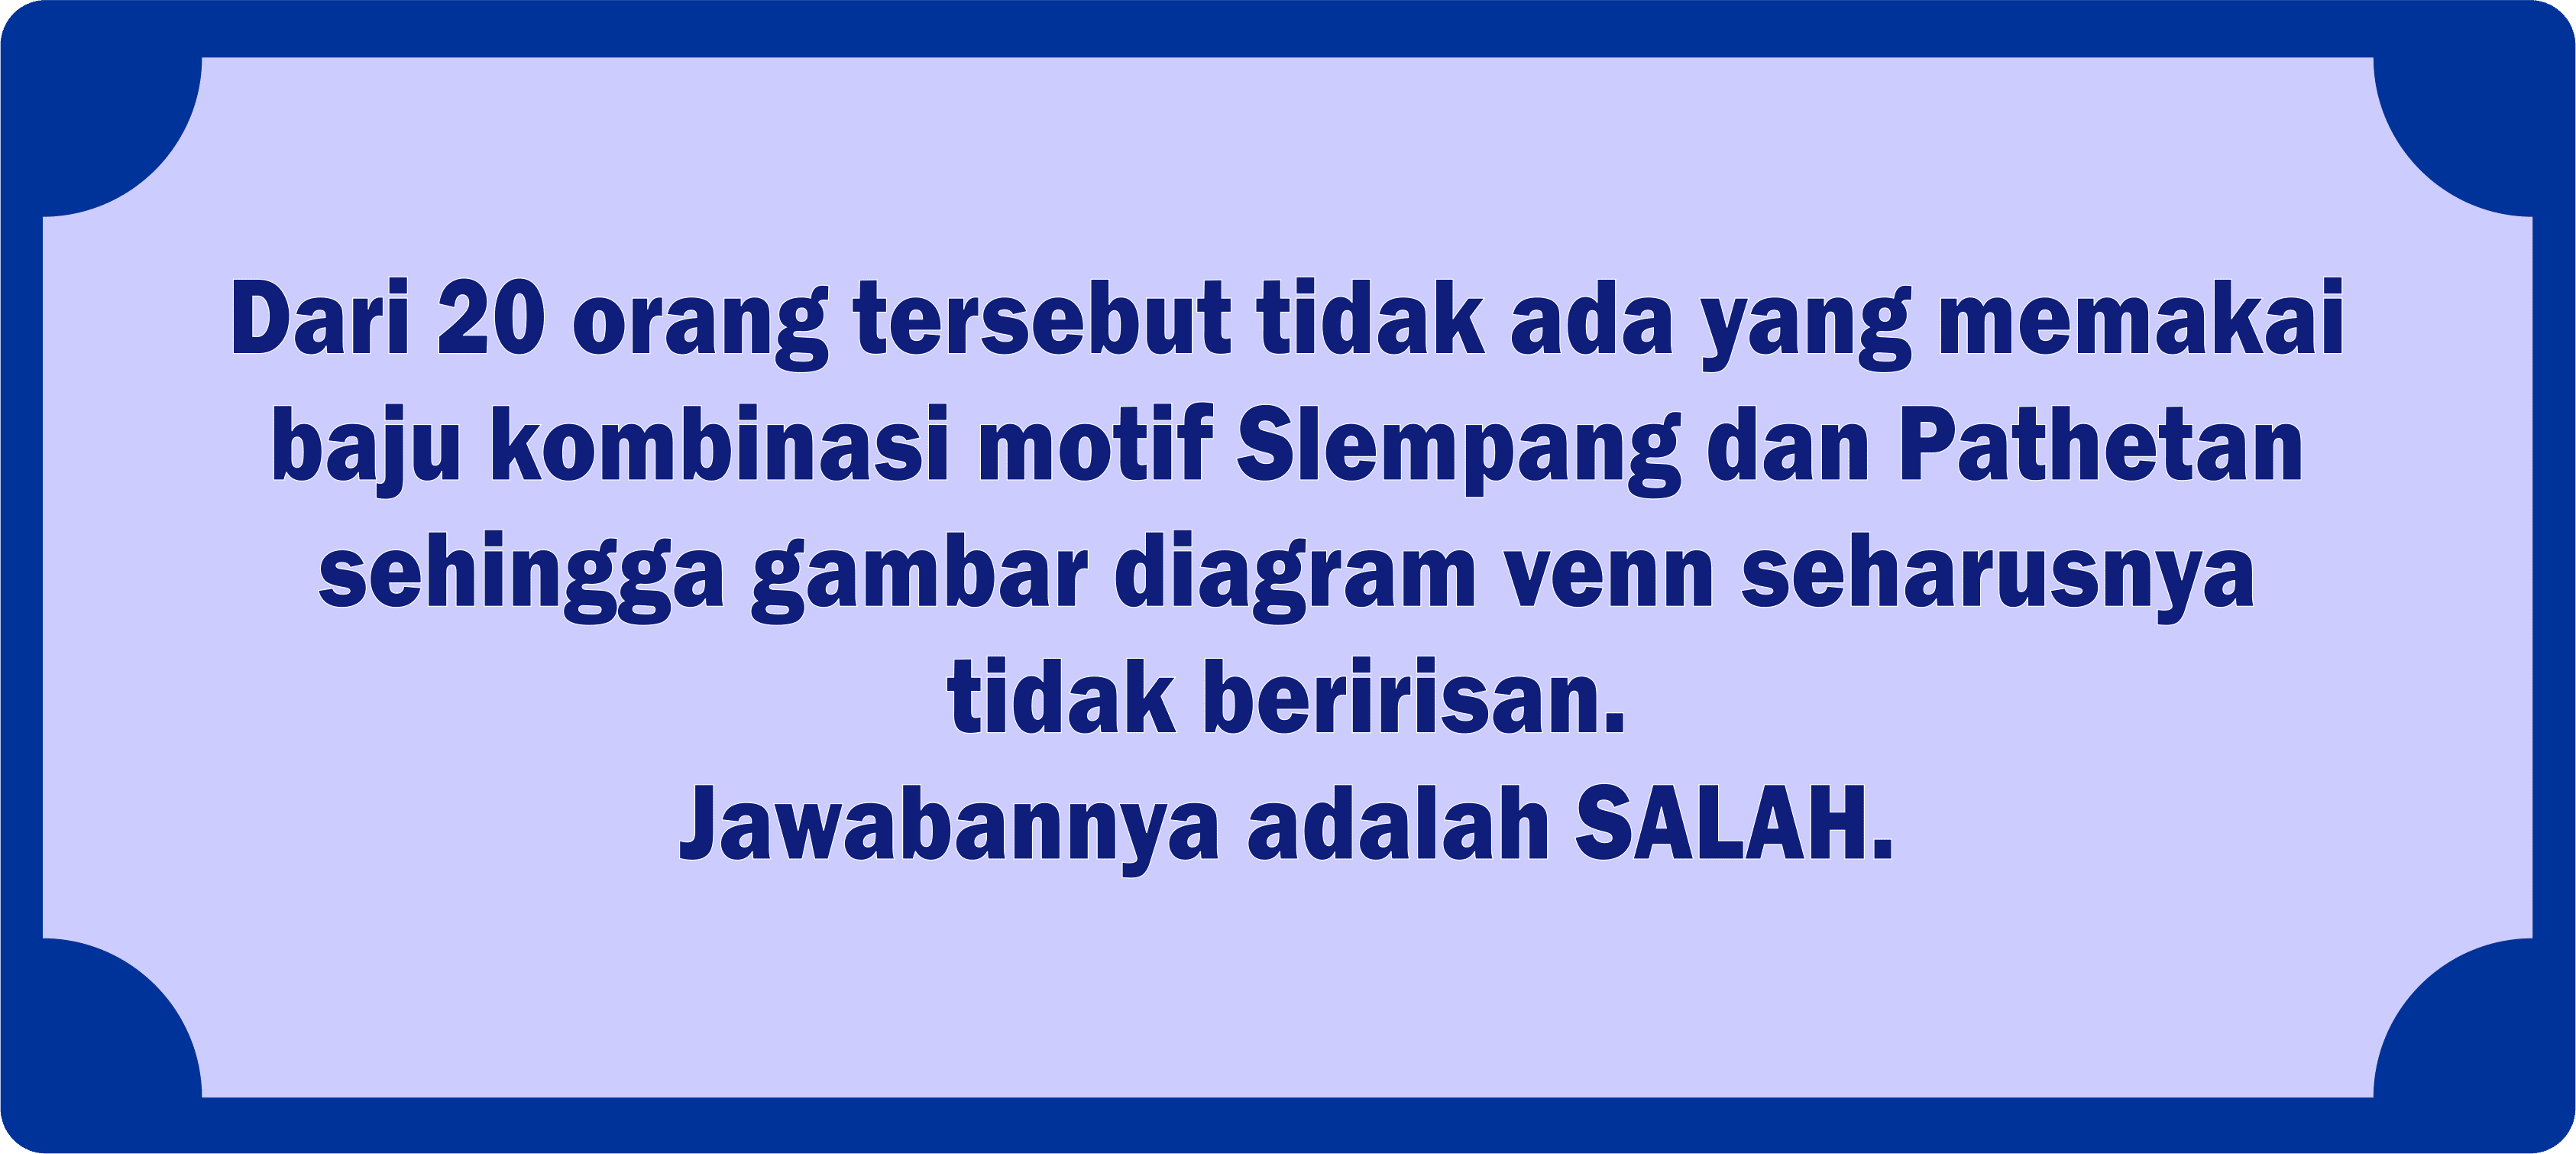 Dari 20 orang tersebut tidak ada yang memakai
baju kombinasi motif Slempang dan Pathetan
sehingga gambar diagram venn seharusnya
tidak beririsan.
Jawabannya adalah SALAH.